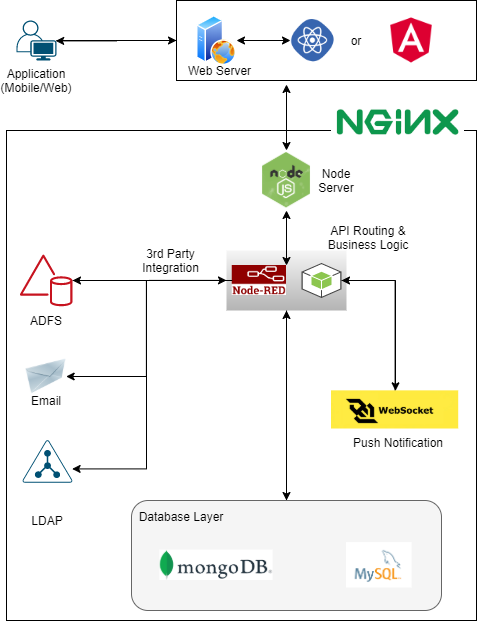 or
Web Server
Application
(Mobile/Web)
NGiNX
node
JS
Node
Server
API Routing &
Business Logic
3rd Party
Integration
Node-RED
ADFS
Email
WebSocket
Push Notification
LDAP
Database Layer
mongoDB
MySQL